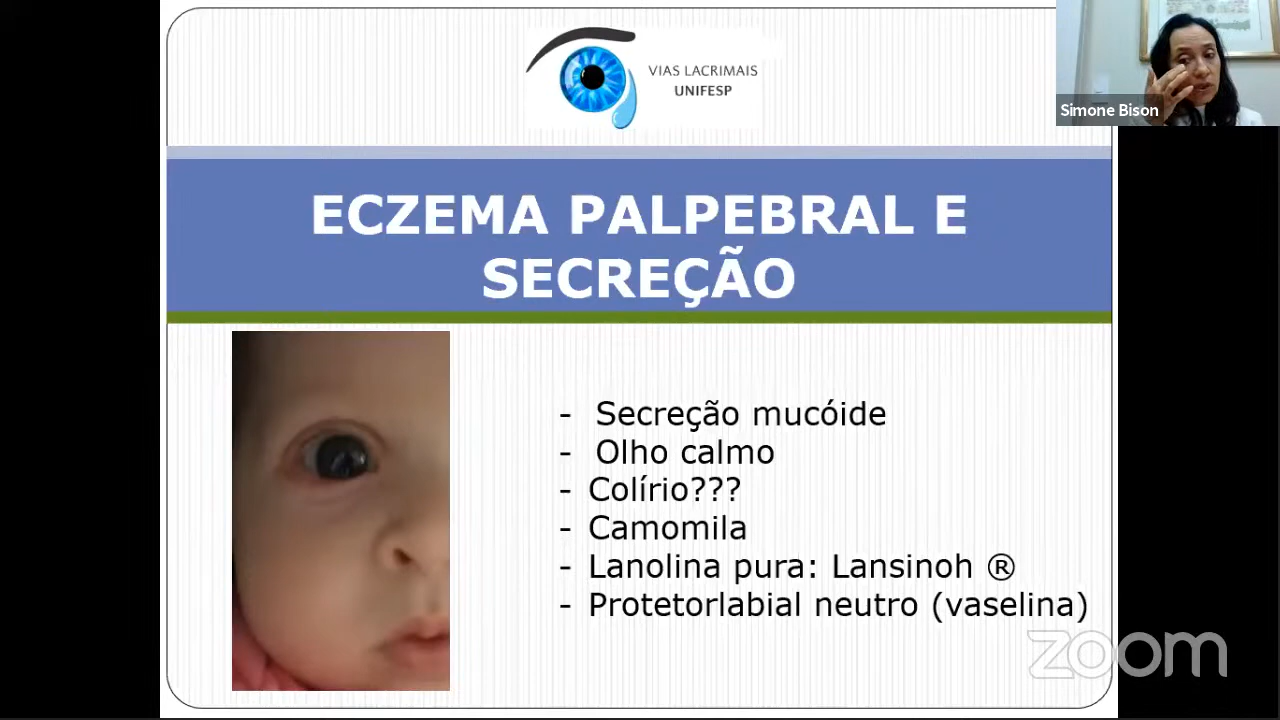 VIAS LACRIMAIS
UNIFESP
Simone Bison
ECZEMA PALPEBRAL E
SECREÇÃO
- Secreção mucóide
- Olho calmo
- Colírio???
- Camomila
- Lanolina pura: Lansinoh ®
- Protetorlabial neutro (vaselina)
zoom